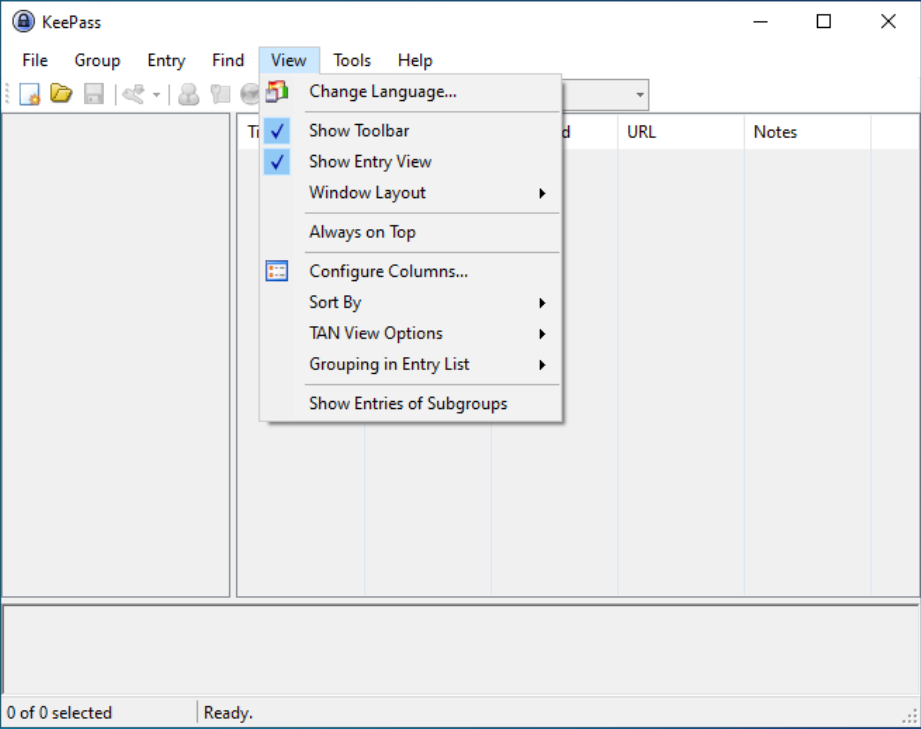 KeePass
File Group Entry Find View Tools Help
Change Language...
Show Toolbar
Show Entry View
Window Layout
Always on Top
Configure Columns...
Sort By
TAN View Options
Grouping in Entry List
Show Entries of Subgroups
URL Notes
0 of 0 selected Ready.